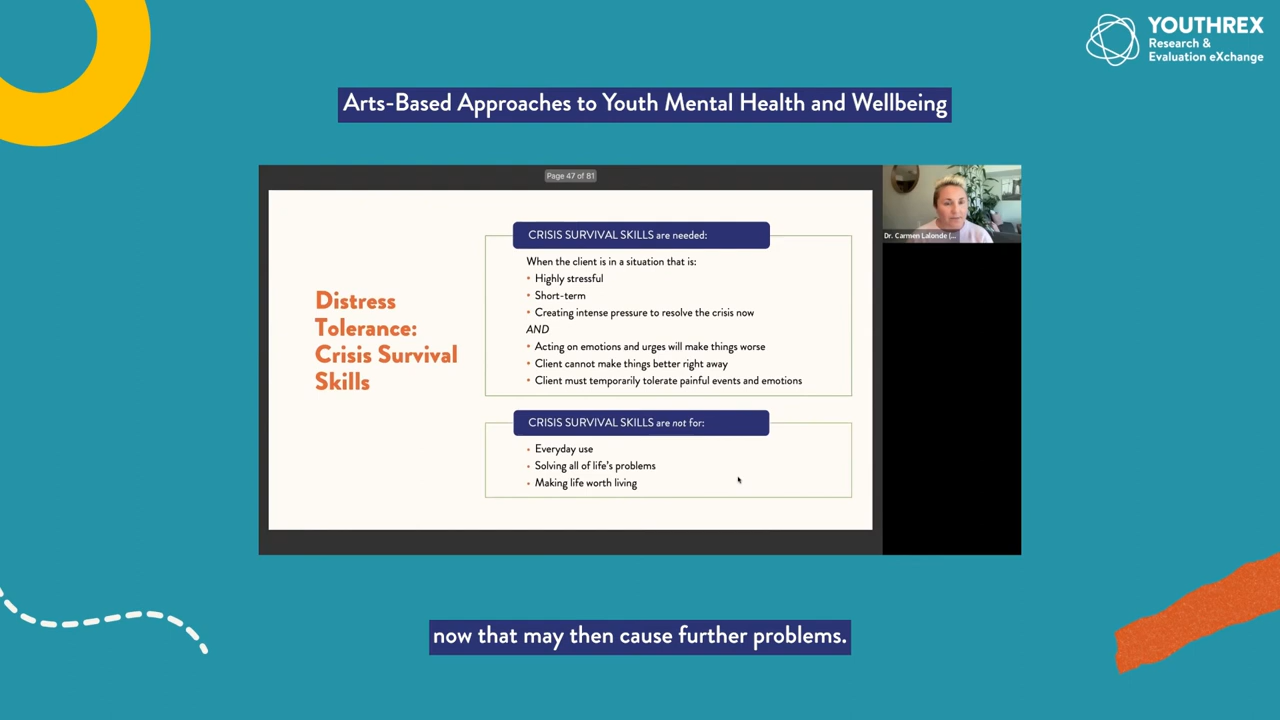 YOUTHREX
Research &
Evaluation eXchange
Arts-Based Approaches to Youth Mental Health and Wellbeing
Page 47 of 81
Dr. Carmen Lalonde (...
Distress
Tolerance:
Crisis Survival
Skills
CRISIS SURVIVAL SKILLS are needed:
When the client is in a situation that is:
• Highly stressful
• Short-term
• Creating intense pressure to resolve the crisis now
AND
• Acting on emotions and urges will make things worse
• Client cannot make things better right away
• Client must temporarily tolerate painful events and emotions
CRISIS SURVIVAL SKILLS are not for:
• Everyday use
• Solving all of life's problems
• Making life worth living
now that may then cause further problems.